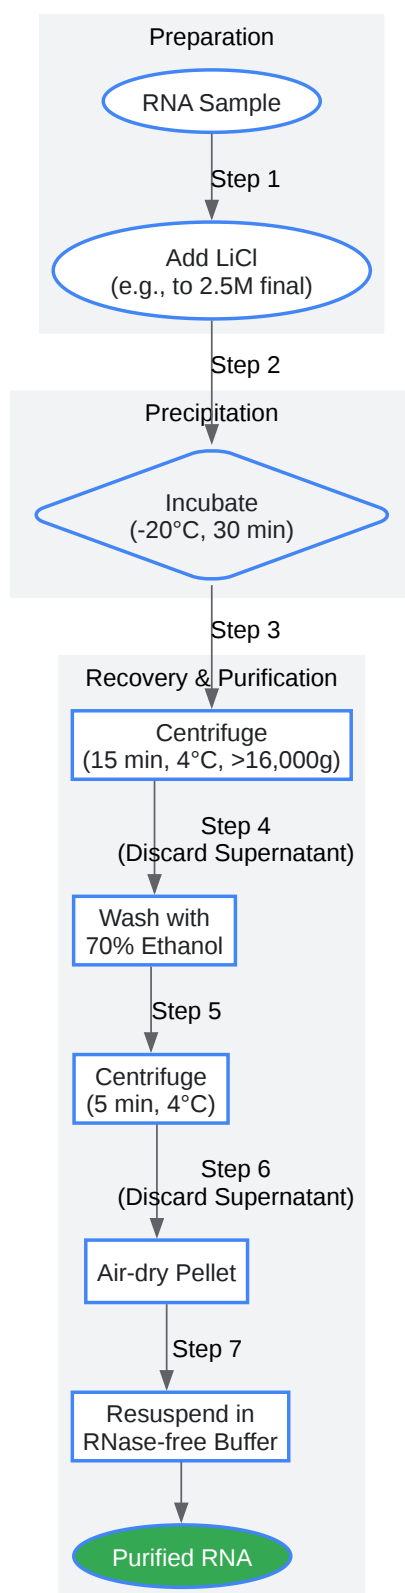 Preparation
RNA Sample
Step 1
Add LiCl
(e.g., to 2.5M final)
Step 2
Precipitation
Incubate
(-20°C, 30 min)
Step 3
Recovery & Purification
Centrifuge
(15 min, 4°C, >16,000g)
Step 4
(Discard Supernatant)
Wash with
70% Ethanol
Step 5
Centrifuge
(5 min, 4°C)
Step 6
(Discard Supernatant)
Air-dry Pellet
Step 7
Resuspend in
RNase-free Buffer
Purified RNA